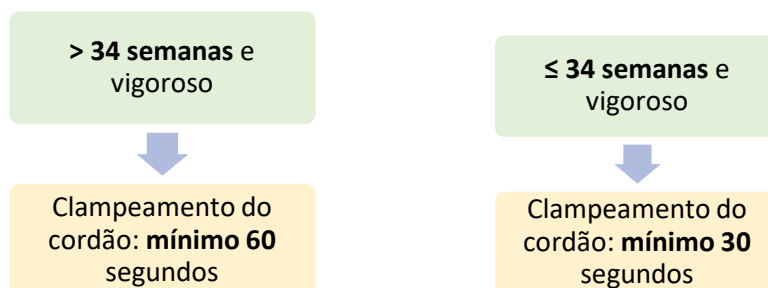 > 34 semanas e
vigoroso
Clampeamento do
cordão: mínimo 60
segundos
≤ 34 semanas e
vigoroso
Clampeamento do
cordão: mínimo 30
segundos